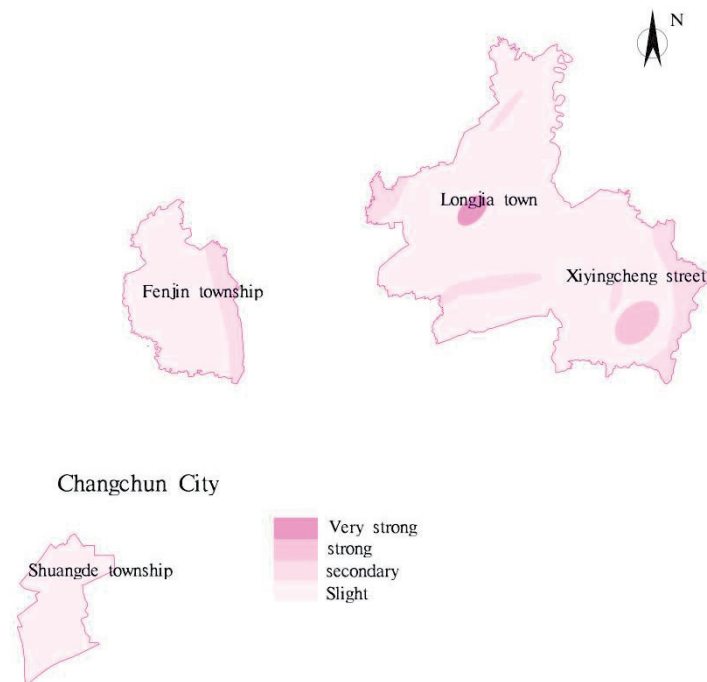 N
Longjia town
Xiyingcheng street
Fenjin township
Changchun City
Shuangde township
Very strong
strong
secondary
Slight